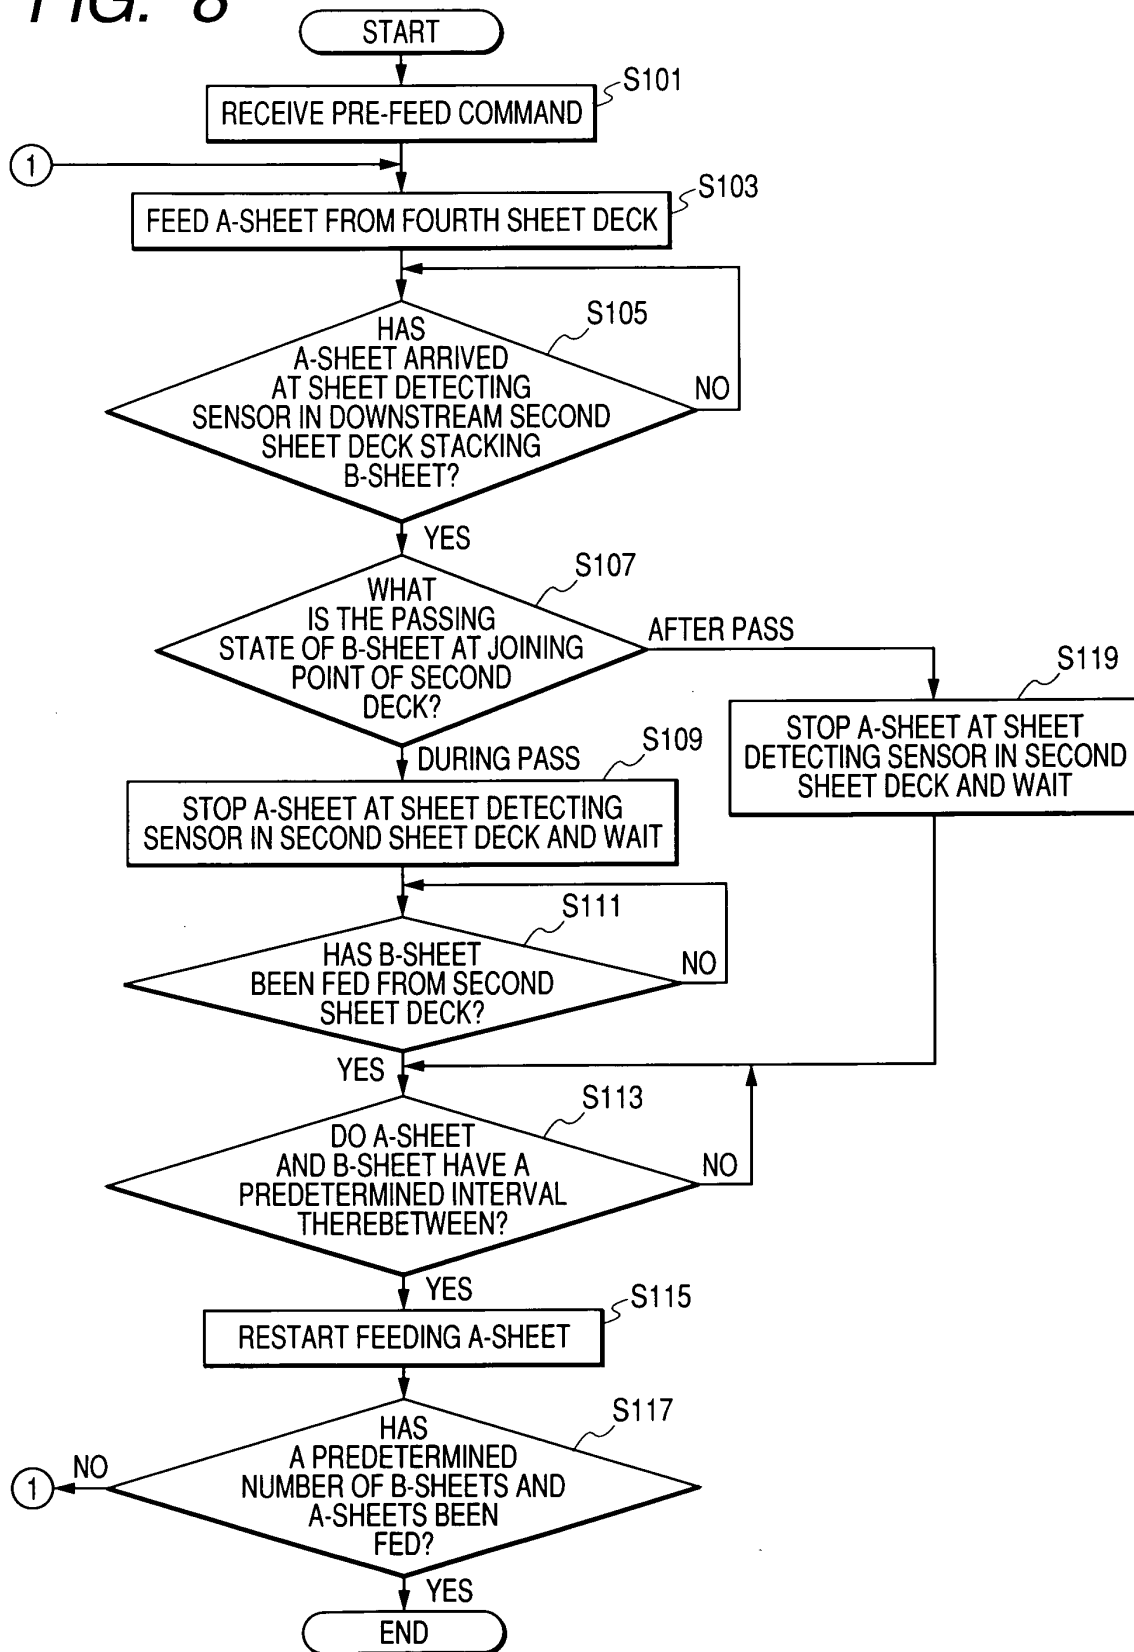 FIG. 8
START
S101
RECEIVE PRE-FEED COMMAND
1
S103
FEED A-SHEET FROM FOURTH SHEET DECK
S105
HAS
A-SHEET ARRIVED
AT SHEET DETECTING
SENSOR IN DOWNSTREAM SECOND
SHEET DECK STACKING
B-SHEET?
NO
YES
S107
WHAT
IS THE PASSING
STATE OF B-SHEET AT JOINING
POINT OF SECOND
DECK?
AFTER PASS
S119
STOP A-SHEET AT SHEET
DETECTING SENSOR IN SECOND
SHEET DECK AND WAIT
DURING PASS
S109
STOP A-SHEET AT SHEET DETECTING
SENSOR IN SECOND SHEET DECK AND WAIT
S111
HAS B-SHEET
BEEN FED FROM SECOND
SHEET DECK?
NO
YES
S113
DO A-SHEET
AND B-SHEET HAVE A
PREDETERMINED INTERVAL
THEREBETWEEN?
NO
YES
S115
RESTART FEEDING A-SHEET
S117
HAS
A PREDETERMINED
NUMBER OF B-SHEETS AND
A-SHEETS BEEN
FED?
NO
1
YES
END